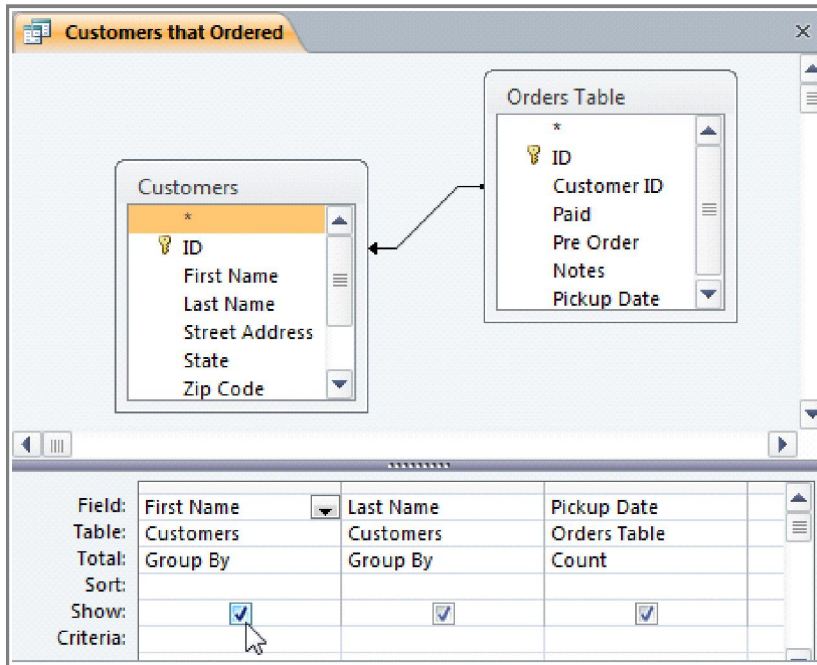 Customers that Ordered
Orders Table
*
ID
Customer ID
Paid
Pre Order
Notes
Pickup Date
Customers
*
ID
First Name
Last Name
Street Address
State
Zip Code
Field: First Name Last Name Pickup Date
Table: Customers Customers Orders Table
Total: Group By Group By Count
Sort:
Show:
Criteria: